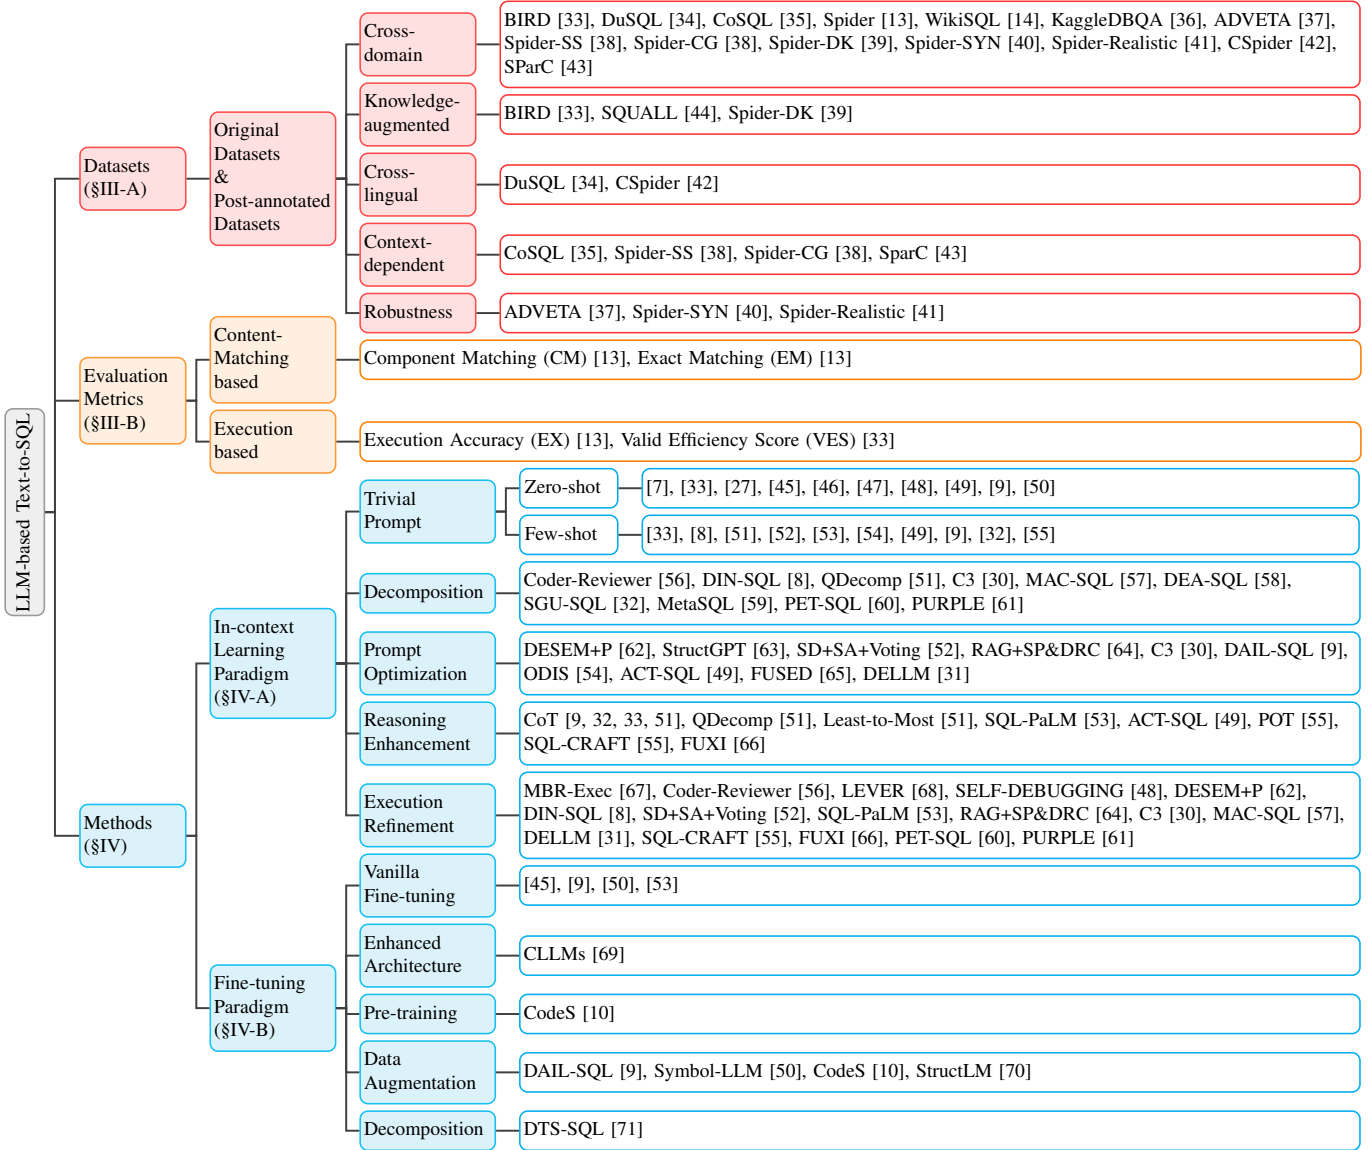 LLM-based Text-to-SQL
Datasets
(§III-A)
Original
Datasets
&
Post-annotated
Datasets
Cross-
domain
BIRD [33], DuSQL [34], CoSQL [35], Spider [13], WikiSQL [14], KaggleDBQA [36], ADVETA [37],
Spider-SS [38], Spider-CG [38], Spider-DK [39], Spider-SYN [40], Spider-Realistic [41], CSpider [42],
SParC [43]
Knowledge-
augmented
BIRD [33], SQUALL [44], Spider-DK [39]
Cross-
lingual
DuSQL [34], CSpider [42]
Context-
dependent
CoSQL [35], Spider-SS [38], Spider-CG [38], SparC [43]
Robustness
ADVETA [37], Spider-SYN [40], Spider-Realistic [41]
Evaluation
Metrics
(§III-B)
Content-
Matching
based
Component Matching (CM) [13], Exact Matching (EM) [13]
Execution
based
Execution Accuracy (EX) [13], Valid Efficiency Score (VES) [33]
Methods
(§IV)
In-context
Learning
Paradigm
(§IV-A)
Trivial
Prompt
Zero-shot
[7], [33], [27], [45], [46], [47], [48], [49], [9], [50]
Few-shot
[33], [8], [51], [52], [53], [54], [49], [9], [32], [55]
Decomposition
Coder-Reviewer [56], DIN-SQL [8], QDecomp [51], C3 [30], MAC-SQL [57], DEA-SQL [58],
SGU-SQL [32], MetaSQL [59], PET-SQL [60], PURPLE [61]
Prompt
Optimization
DESEM+P [62], StructGPT [63], SD+SA+Voting [52], RAG+SP&DRC [64], C3 [30], DAIL-SQL [9],
ODIS [54], ACT-SQL [49], FUSED [65], DELLM [31]
Reasoning
Enhancement
CoT [9, 32, 33, 51], QDecomp [51], Least-to-Most [51], SQL-PaLM [53], ACT-SQL [49], POT [55],
SQL-CRAFT [55], FUXI [66]
Execution
Refinement
MBR-Exec [67], Coder-Reviewer [56], LEVER [68], SELF-DEBUGGING [48], DESEM+P [62],
DIN-SQL [8], SD+SA+Voting [52], SQL-PaLM [53], RAG+SP&DRC [64], C3 [30], MAC-SQL [57],
DELLM [31], SQL-CRAFT [55], FUXI [66], PET-SQL [60], PURPLE [61]
Fine-tuning
Paradigm
(§IV-B)
Vanilla
Fine-tuning
[45], [9], [50], [53]
Enhanced
Architecture
CLLMs [69]
Pre-training
CodeS [10]
Data
Augmentation
DAIL-SQL [9], Symbol-LLM [50], CodeS [10], StructLM [70]
Decomposition
DTS-SQL [71]